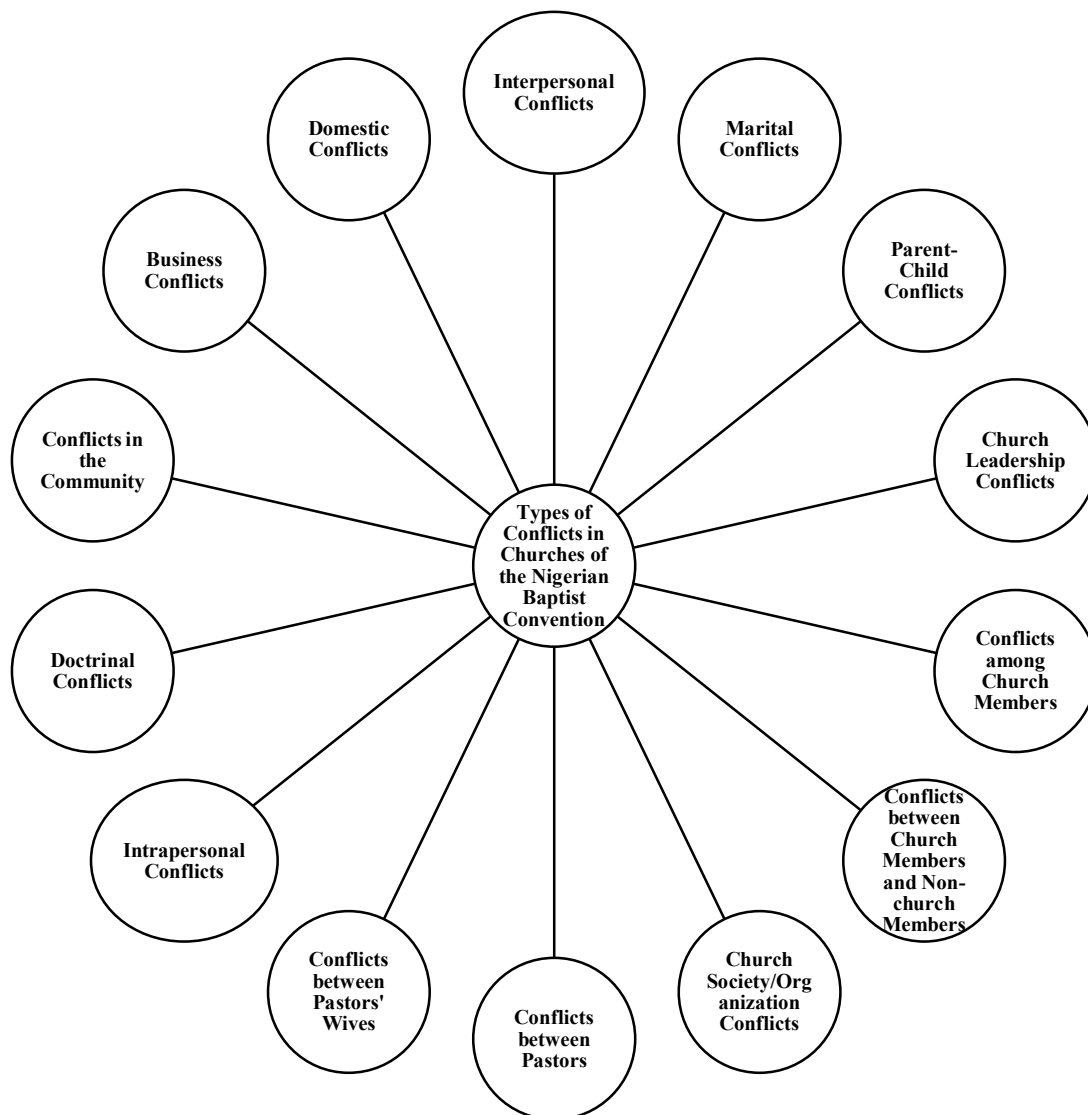 Interpersonal
Conflicts
Marital
Conflicts
Parent-
Child
Conflicts
Church
Leadership
Conflicts
Conflicts
among
Church
Members
Conflicts
between
Church
Members
and Non-
church
Members
Church
Society/Org
anization
Conflicts
Conflicts
between
Pastors
Conflicts
between
Pastors'
Wives
Intrapersonal
Conflicts
Doctrinal
Conflicts
Conflicts in
the
Community
Business
Conflicts
Domestic
Conflicts
Types of
Conflicts in
Churches of
the Nigerian
Baptist
Convention